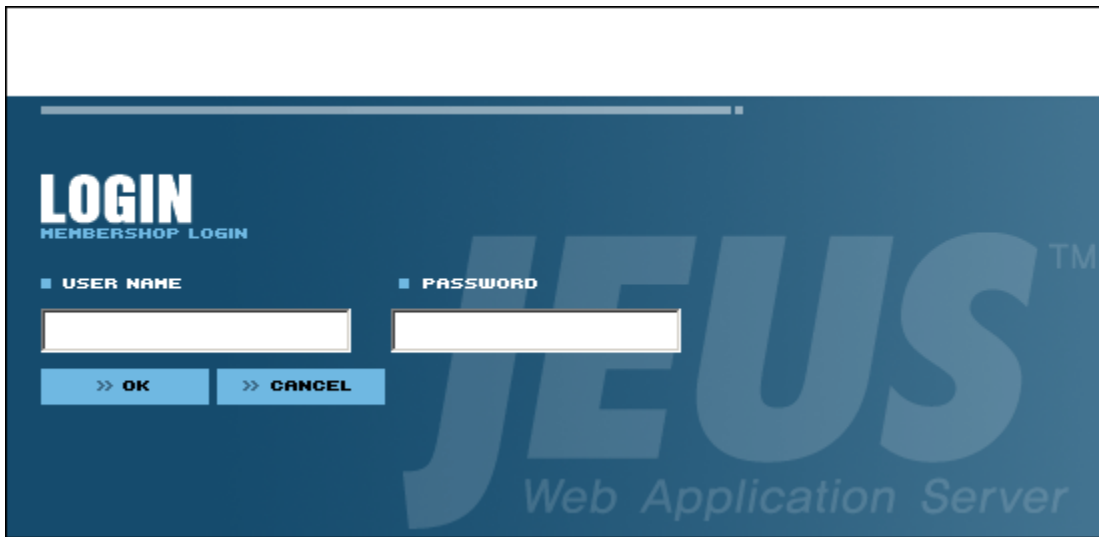 LOGIN
MEMBERSHOP LOGIN
USER NAME
PASSWORD
>> OK
>> CANCEL
JEUS TM
Web Application Server